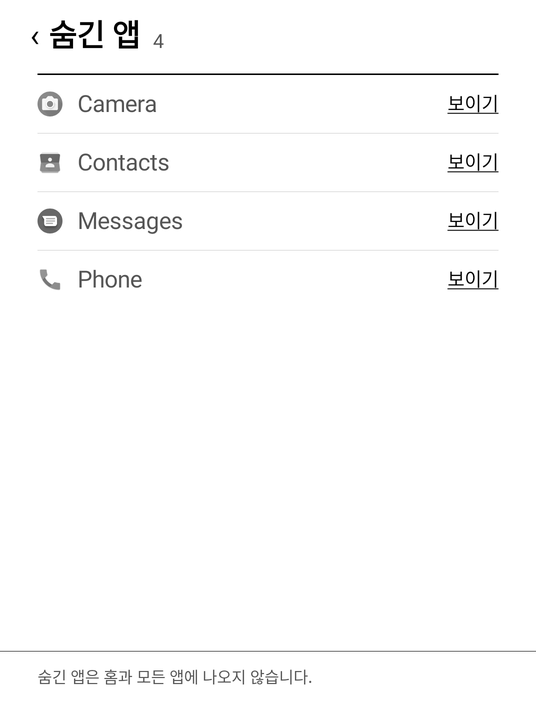 ‹ 숨긴 앱 4
Camera 보이기
Contacts 보이기
Messages 보이기
Phone 보이기
숨긴 앱은 홈과 모든 앱에 나오지 않습니다.